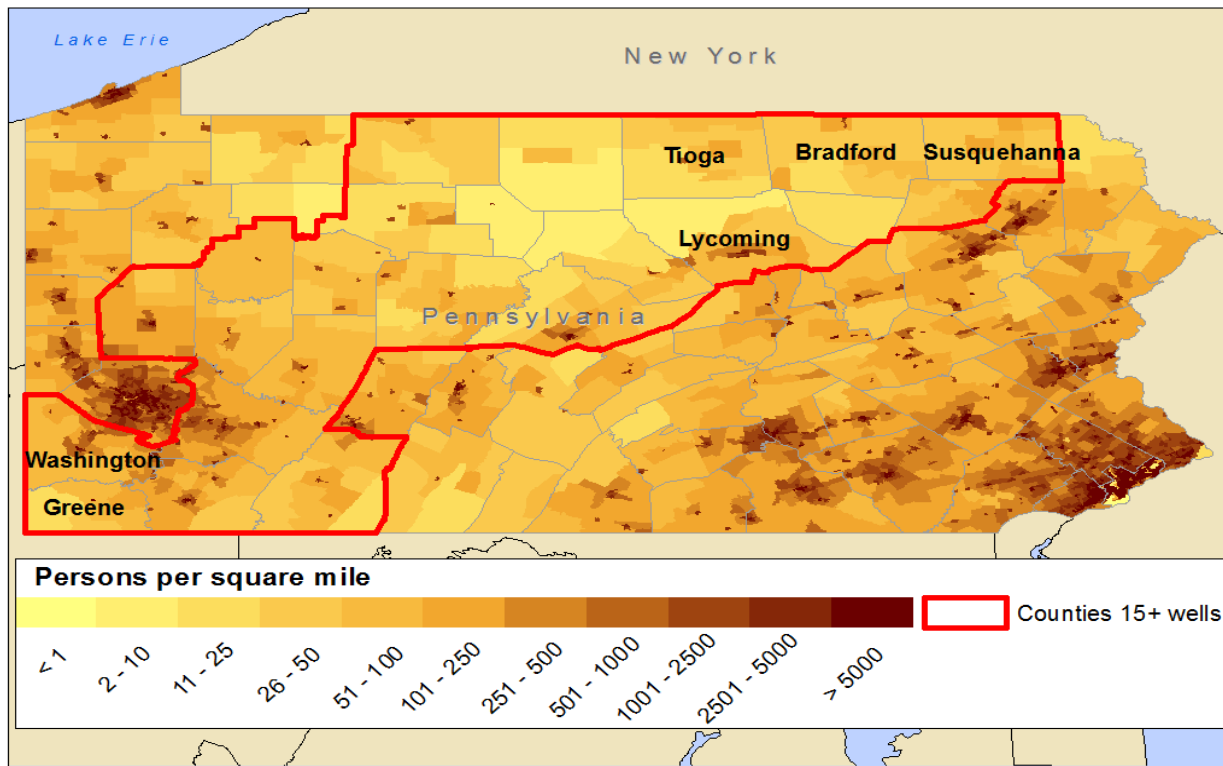 Lake Erie
New York
Tioga
Bradford
Susquehanna
Lycoming
Pennsylvania
Washington
Greene
Persons per square mile
Counties 15+ wells
< 1
2 - 10
11 - 25
26 - 50
51 - 100
101 - 250
251 - 500
501 - 1000
1001 - 2500
2501 - 5000
> 5000